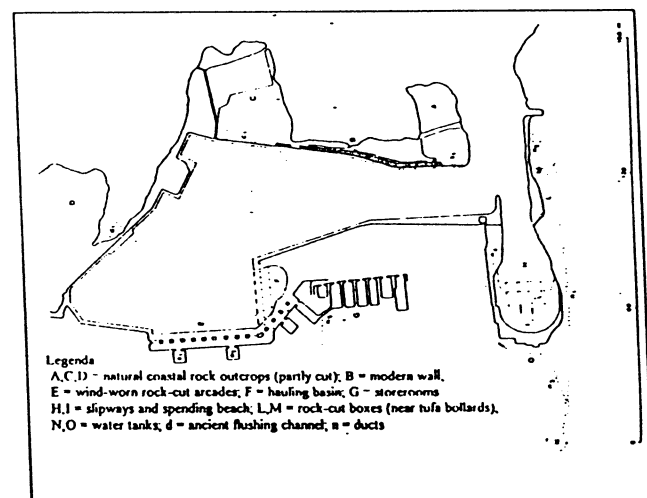 Legenda
A,C,D = natural coastal rock outcrops (partly cut); B = modern wall,
E = wind-worn rock-cut arcades; F = hauling basin; G = storerooms
H,I = slipways and spending beach; L,M = rock-cut boxes (near tufa bollards),
N,O = water tanks; d = ancient flushing channel; n = ducts